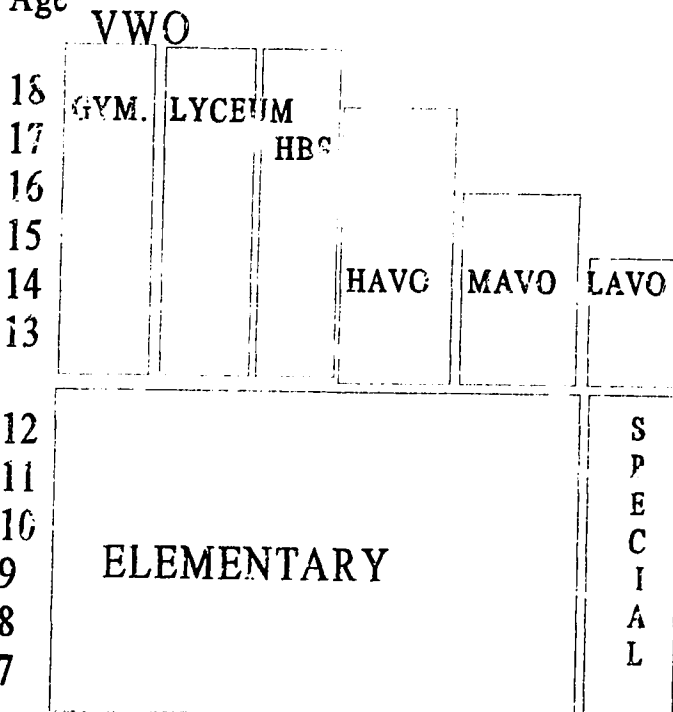 Age
VWO
18
GYM. LYCEUM
17
HBS
16
15
14 HAVO MAVO LAVO
13
12
11
10
9 ELEMENTARY
8
7
SPECIAL